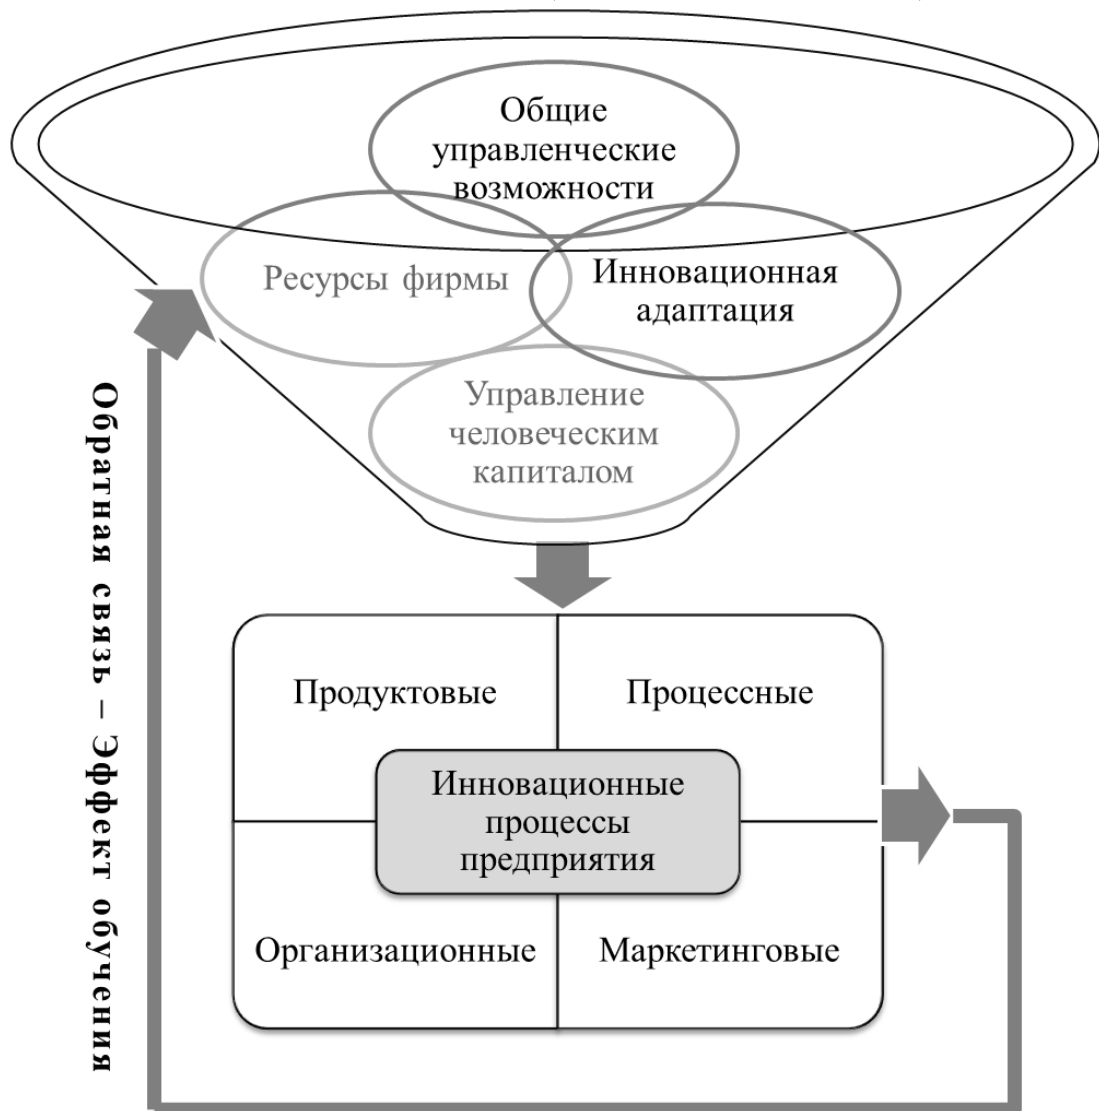 Общие
управленческие
возможности
Ресурсы фирмы
Инновационная
адаптация
Управление
человеческим
капиталом
Обратная связь – Эффект обучения
Продуктовые
Процессные
Инновационные
процессы
предприятия
Организационные
Маркетинговые